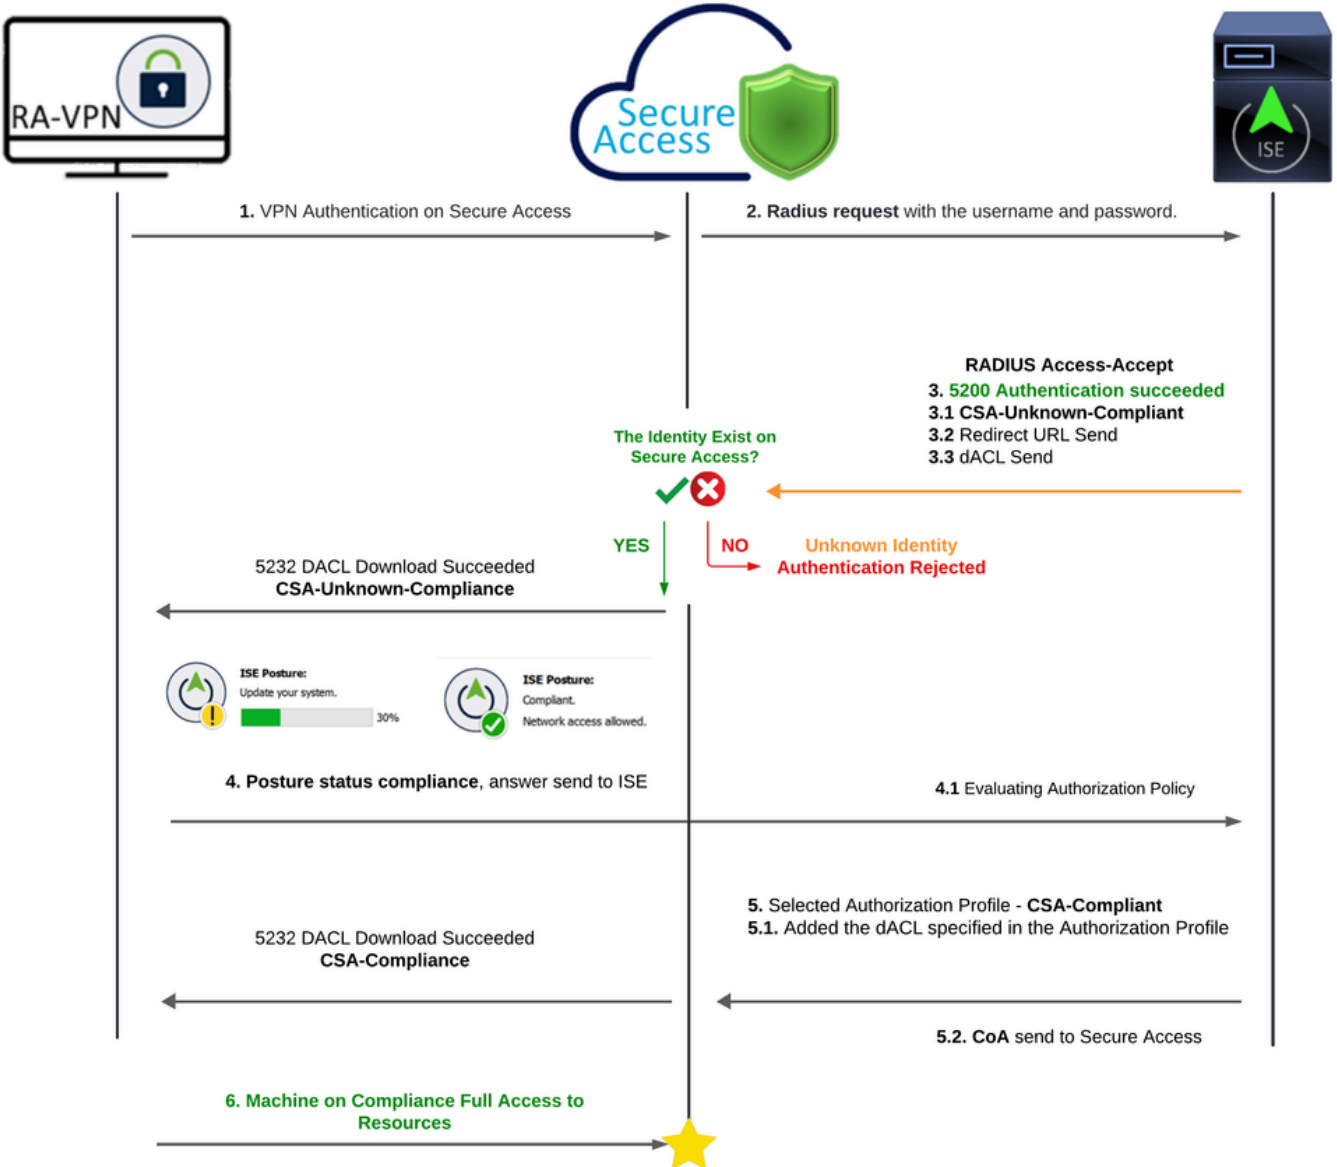 RA-VPN
Secure
Access
ISE
1. VPN Authentication on Secure Access
2. Radius request with the username and password.
RADIUS Access-Accept
3. 5200 Authentication succeeded
3.1 CSA-Unknown-Compliant
3.2 Redirect URL Send
3.3 dACL Send
The Identity Exist on
Secure Access?
YES
NO
Unknown Identity
Authentication Rejected
5232 DACL Download Succeeded
CSA-Unknown-Compliance
ISE Posture:
Update your system.
30%
ISE Posture:
Compliant.
Network access allowed.
4. Posture status compliance, answer send to ISE
4.1 Evaluating Authorization Policy
5. Selected Authorization Profile - CSA-Compliant
5.1. Added the dACL specified in the Authorization Profile
5232 DACL Download Succeeded
CSA-Compliance
5.2. CoA send to Secure Access
6. Machine on Compliance Full Access to
Resources